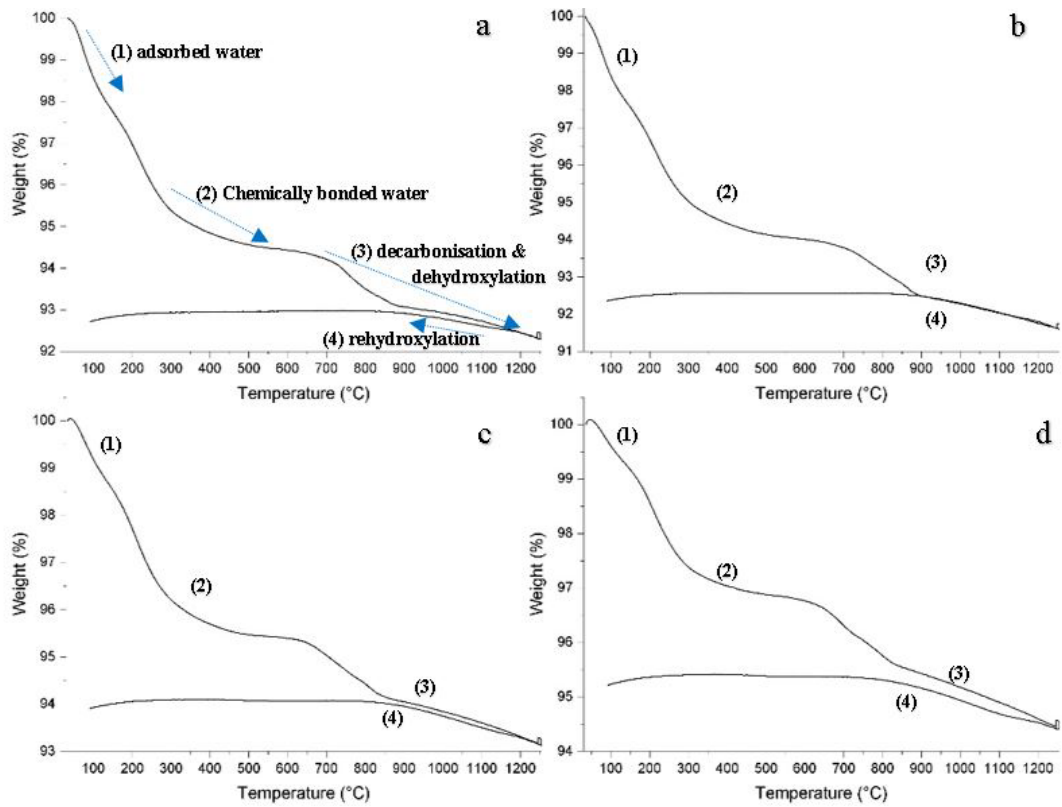 a
100
99
98
97
96
95
94
93
92
Weight (%)
(1) adsorbed water
(2) Chemically bonded water
(3) decarbonisation &
dehydroxylation
(4) rehydroxylation
100 200 300 400 500 600 700 800 900 1000 1100 1200
Temperature (°C)
b
100
99
98
97
96
95
94
93
92
91
Weight (%)
(1)
(2)
(3)
(4)
100 200 300 400 500 600 700 800 900 1000 1100 1200
Temperature (°C)
c
100
99
98
97
96
95
94
93
Weight (%)
(1)
(2)
(3)
(4)
100 200 300 400 500 600 700 800 900 1000 1100 1200
Temperature (°C)
d
100
99
98
97
96
95
94
Weight (%)
(1)
(2)
(3)
(4)
100 200 300 400 500 600 700 800 900 1000 1100 1200
Temperature (°C)